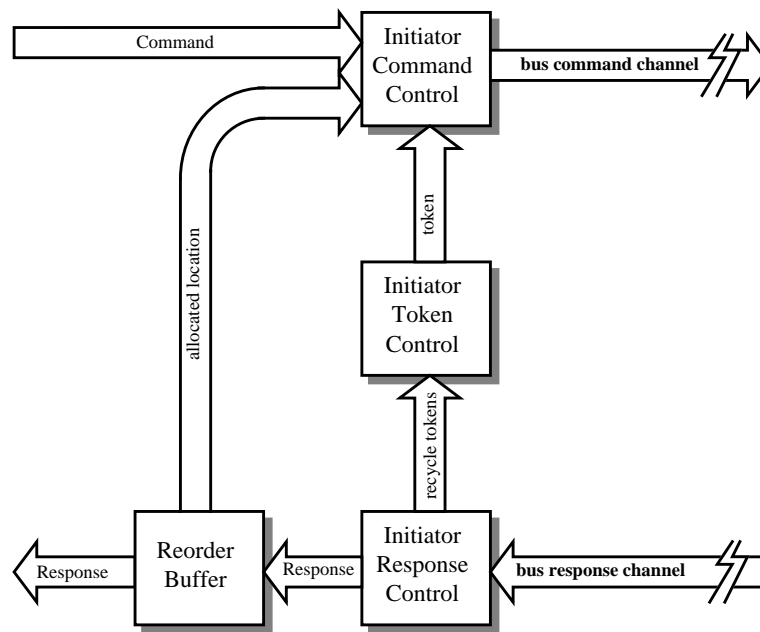 Command
Initiator
Command
Control
bus command channel
allocated location
token
Initiator
Token
Control
recycle tokens
Response
Reorder
Buffer
Response
Initiator
Response
Control
bus response channel